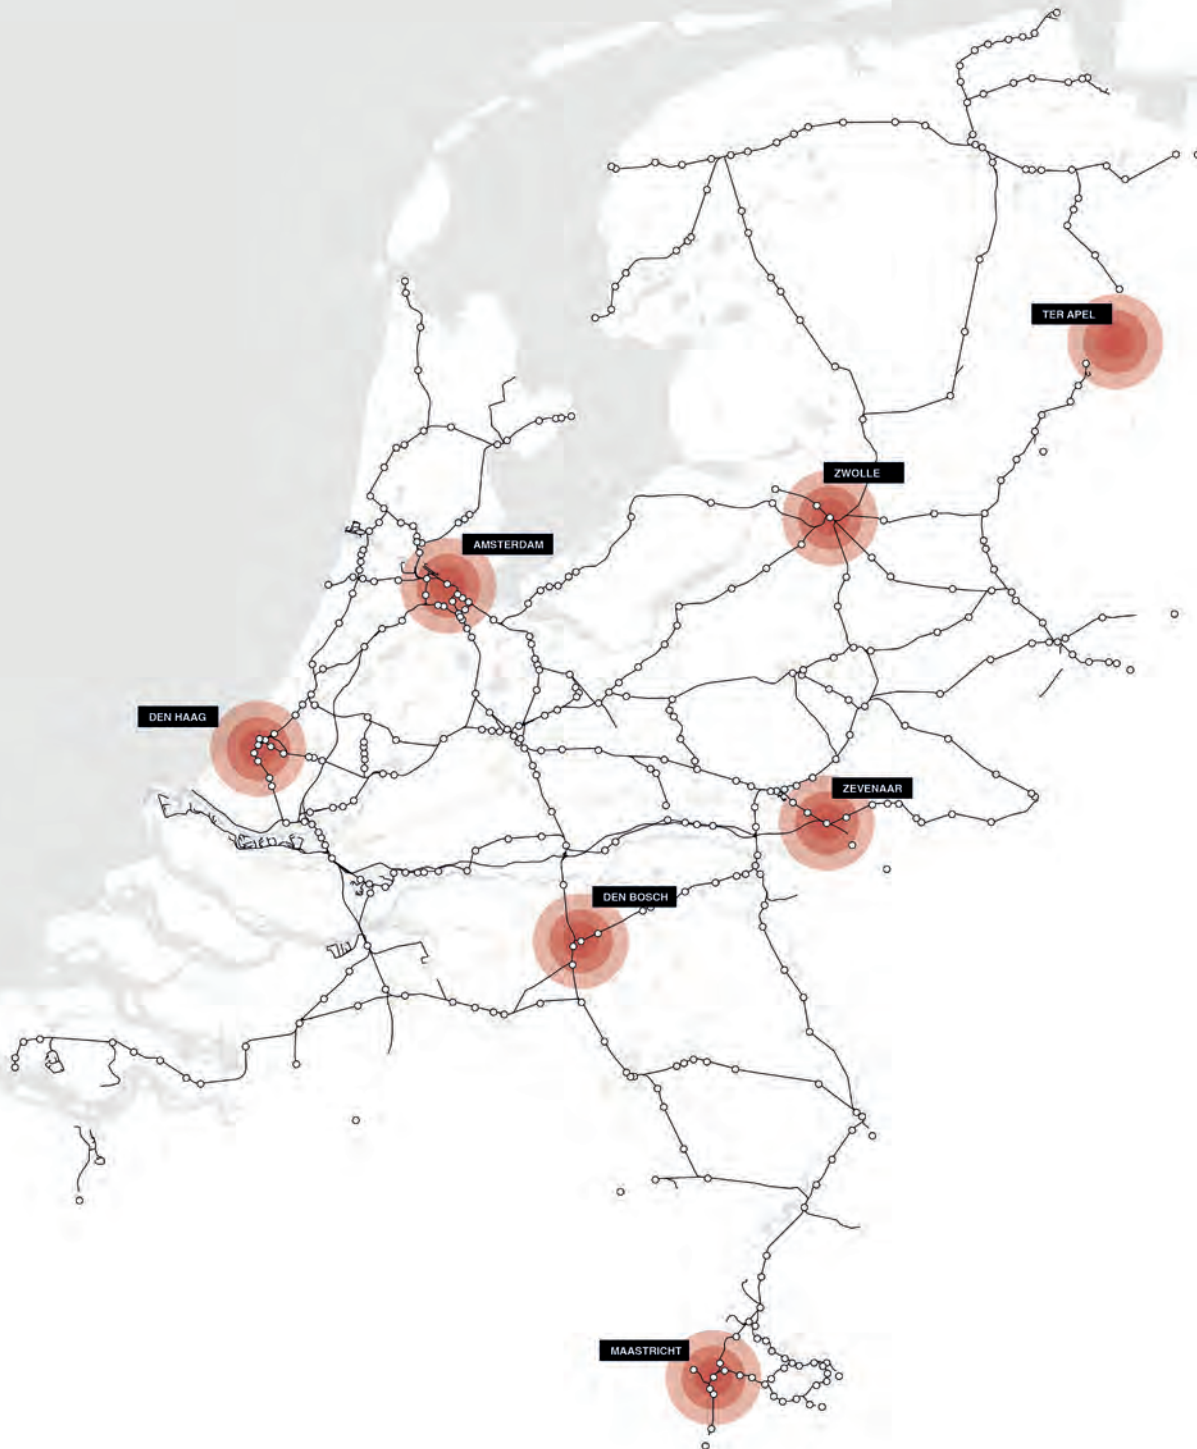 TER APEL
ZWOLLE
AMSTERDAM
DEN HAAG
ZEVENAAR
DEN BOSCH
MAASTRICHT